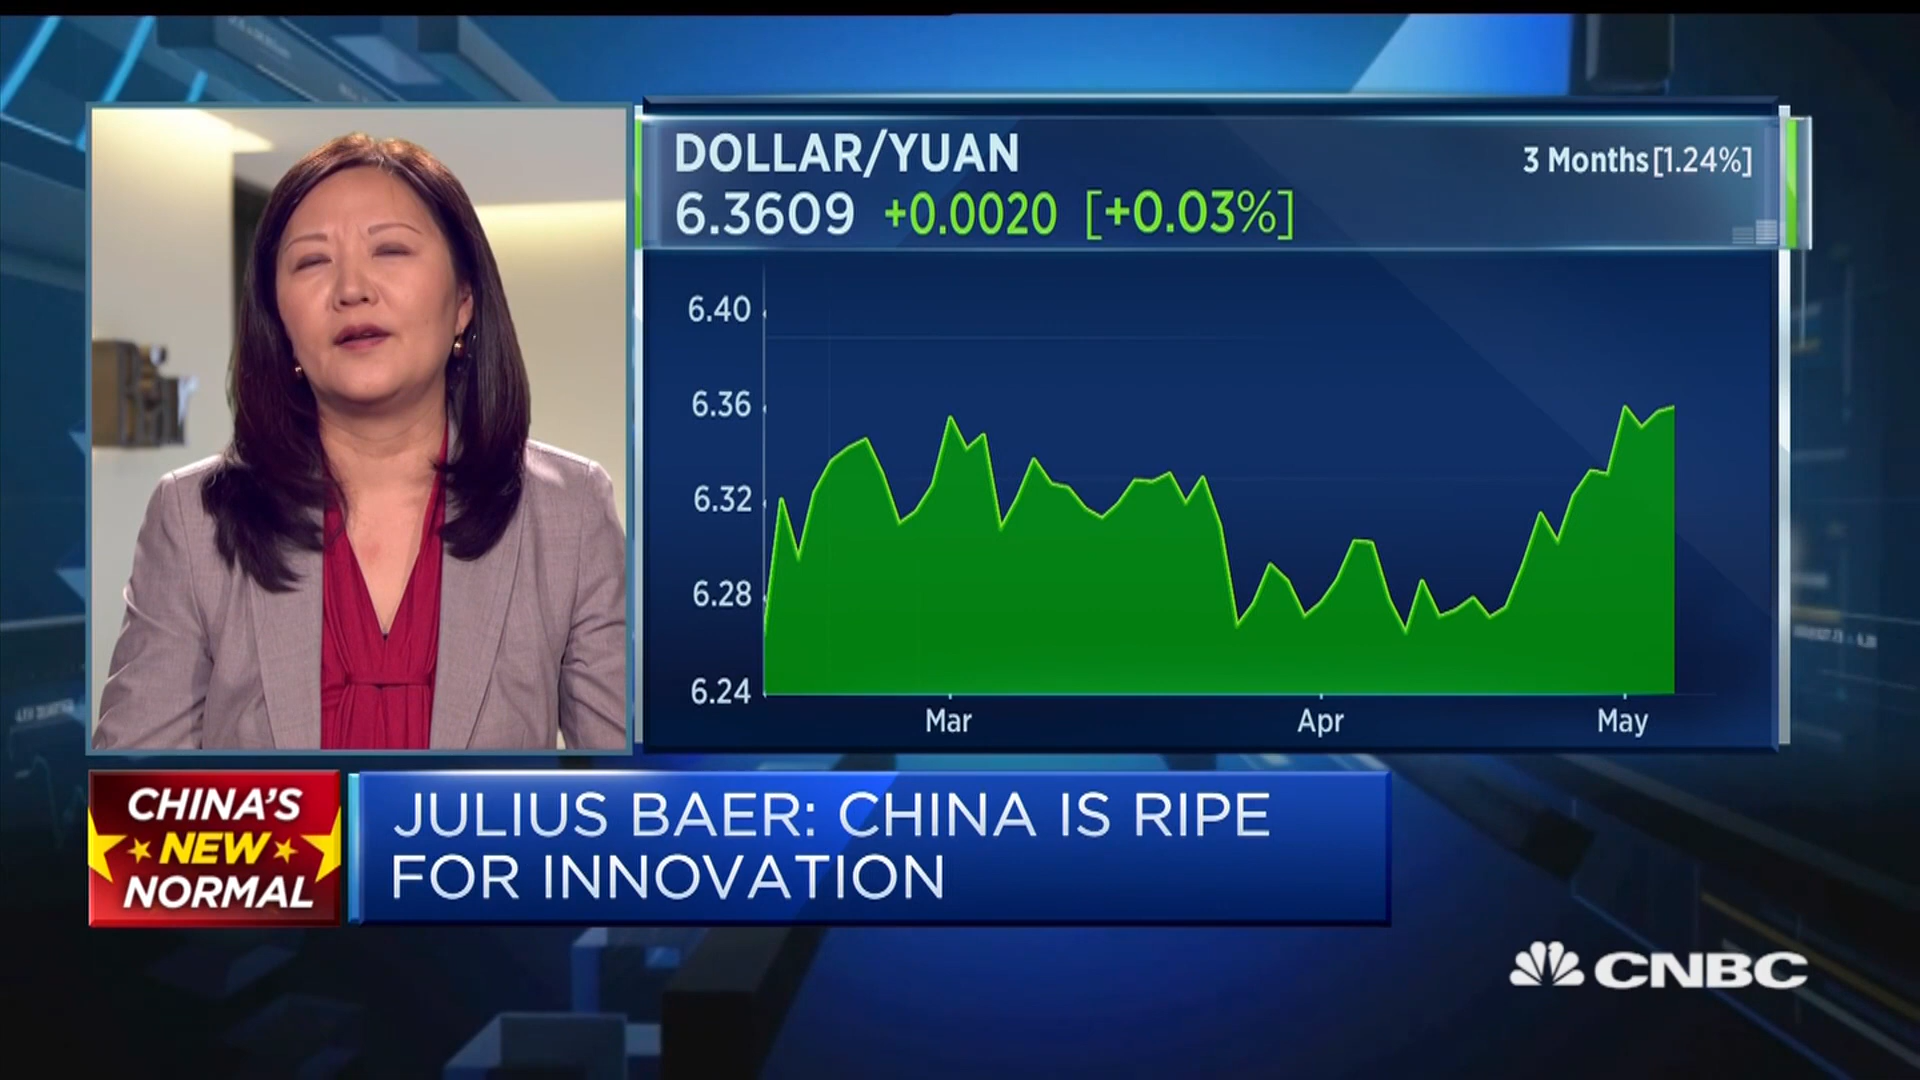 DOLLAR/YUAN
3 Months[1.24%]
6.3609 +0.0020 [+0.03%]
6.40
6.36
6.32
6.28
6.24
Mar Apr May
CHINA'S
NEW
NORMAL
JULIUS BAER: CHINA IS RIPE
FOR INNOVATION
CNBC